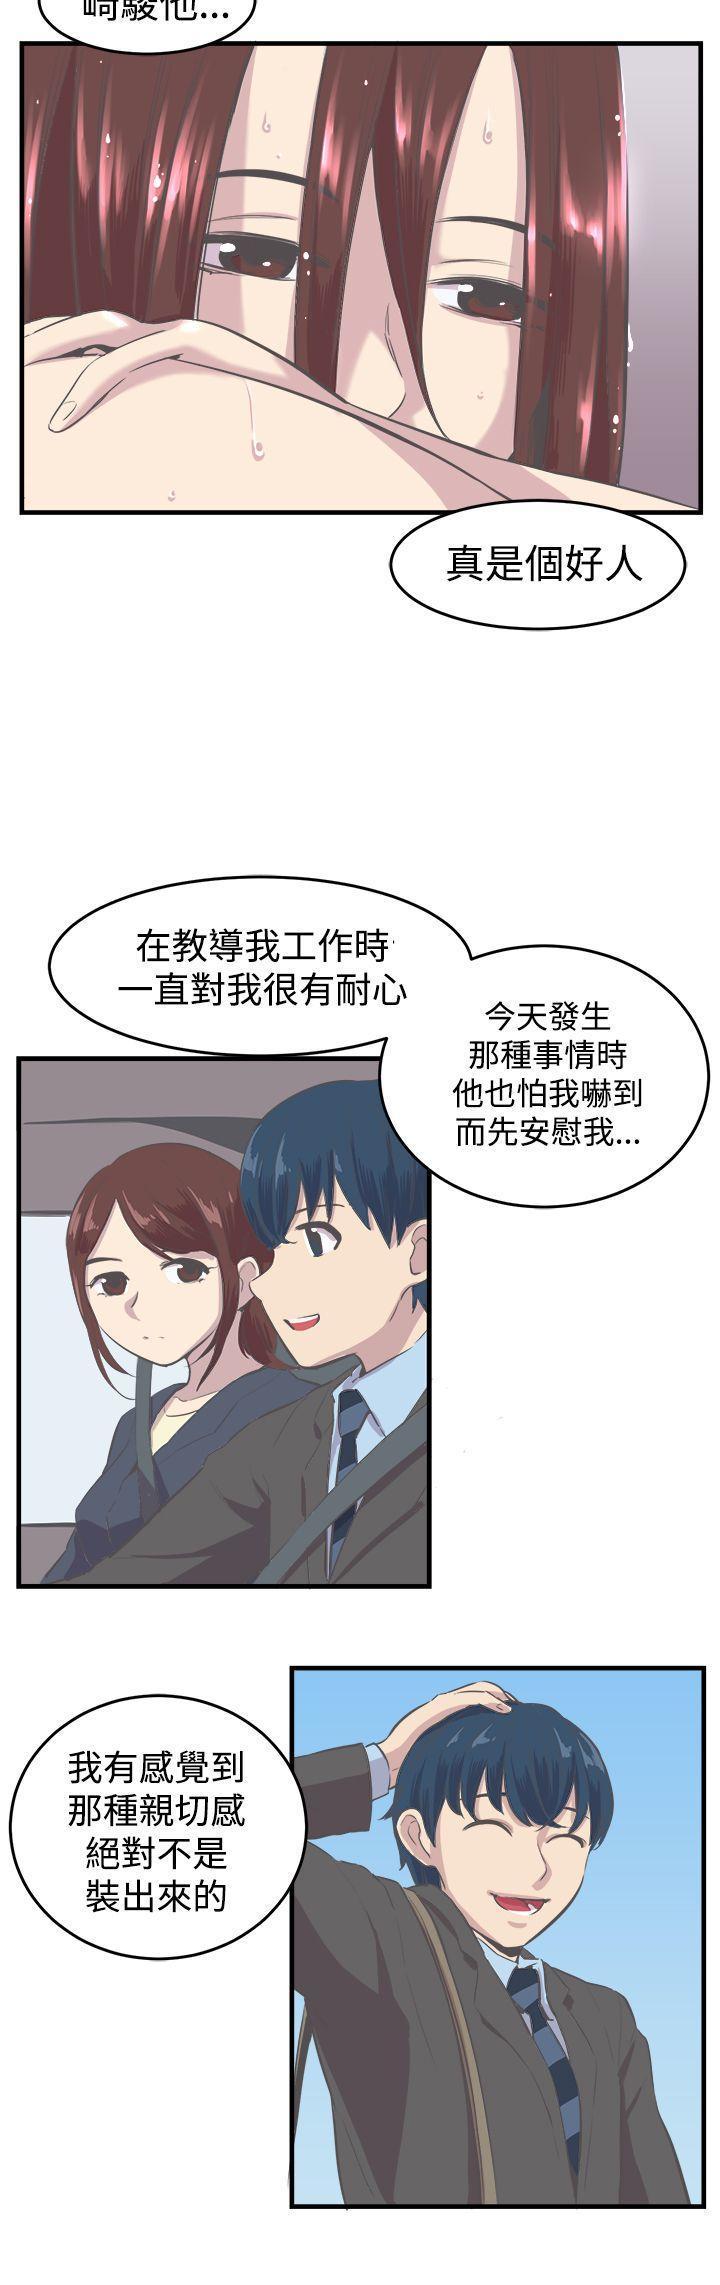 崎駿他...
真是個好人
在教導我工作時
一直對我很有耐心
今天發生
那種事情時
他也怕我嚇到
而先安慰我...
我有感覺到
那種親切感
絕對不是
裝出來的